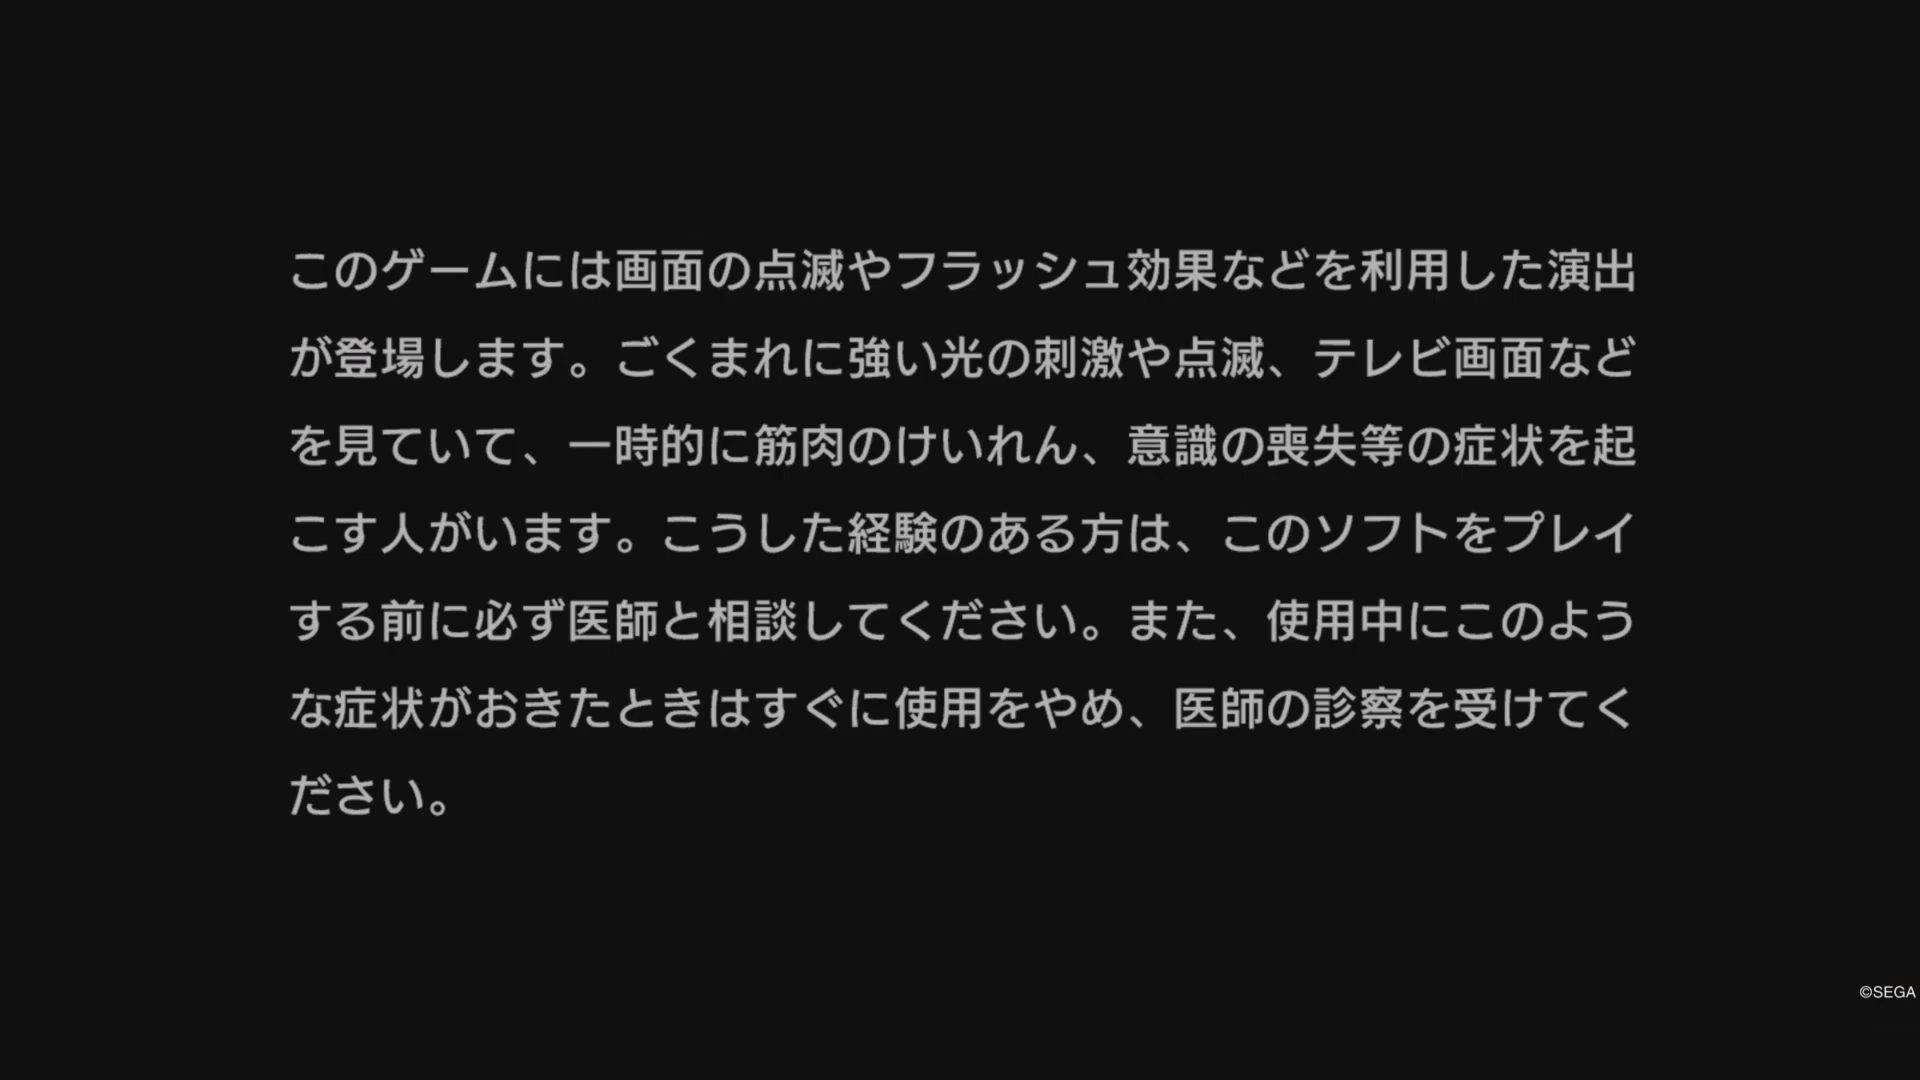 このゲームには画面の点滅やフラッシュ効果などを利用した演出
が登場します。ごくまれに強い光の刺激や点滅、テレビ画面など
を見ていて、一時的に筋肉のけいれん、意識の喪失等の症状を起
こす人がいます。こうした経験のある方は、このソフトをプレイ
する前に必ず医師と相談してください。また、使用中にこのよう
な症状がおきたときはすぐに使用をやめ、医師の診察を受けてく
ださい。
©SEGA